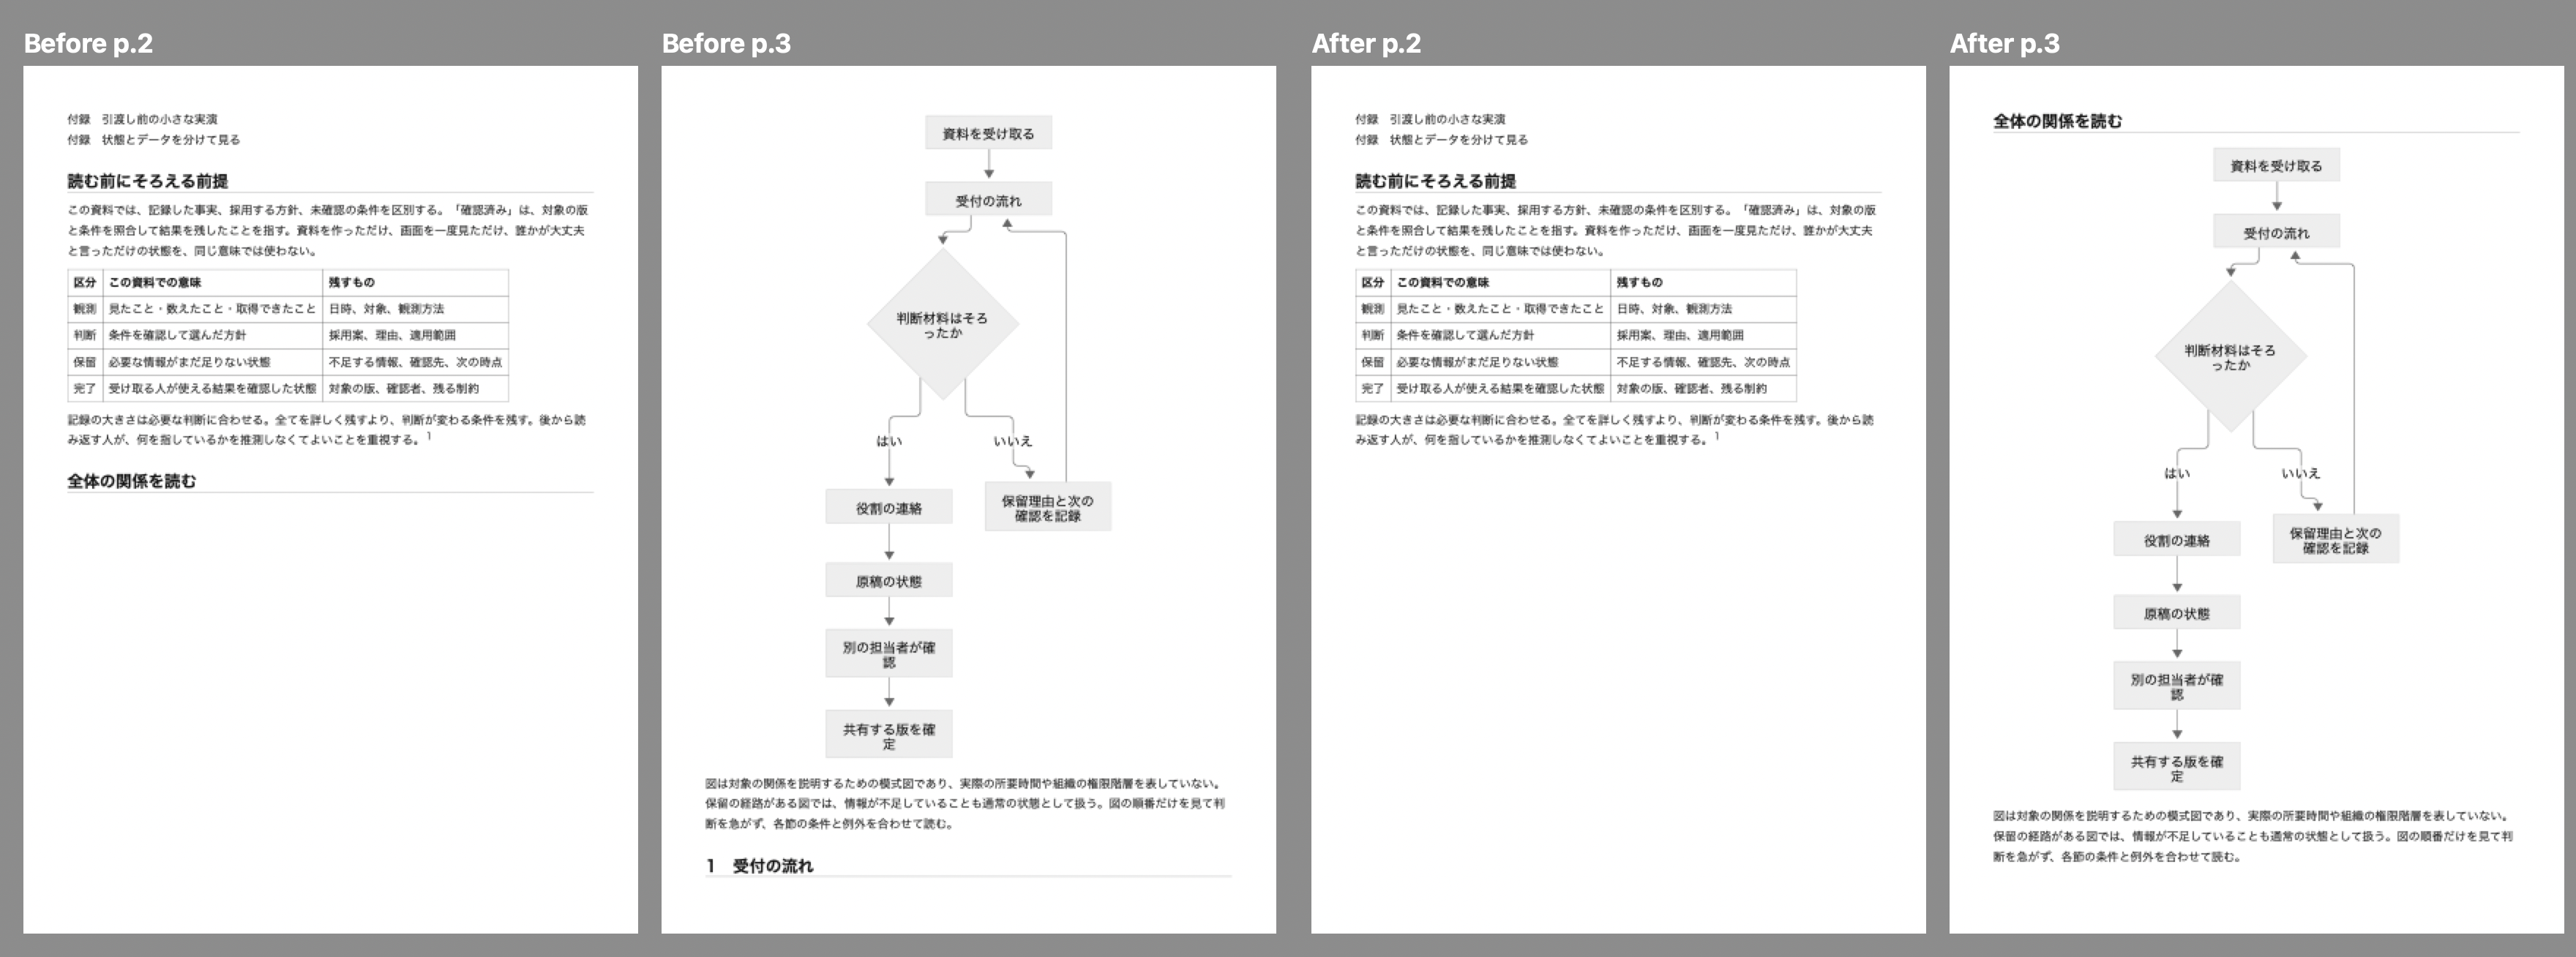 Before p.2
付録　引渡し前の小さな実演
付録　状態とデータを分けて見る
読む前にそろえる前提
この資料では、記録した事実、採用する方針、未確認の条件を区別する。「確認済み」は、対象の版
と条件を照合して結果を残したことを指す。資料を作っただけ、画面を一度見ただけ、誰かが大丈夫
と言っただけの状態を、同じ意味では使わない。
区分 この資料での意味 残すもの
観測 見たこと・数えたこと・取得できたこと 日時、対象、観測方法
判断 条件を確認して選んだ方針 採用案、理由、適用範囲
保留 必要な情報がまだ足りない状態 不足する情報、確認先、次の時点
完了 受け取る人が使える結果を確認した状態 対象の版、確認者、残る制約
記録の大きさは必要な判断に合わせる。全てを詳しく残すより、判断が変わる条件を残す。後から読
み返す人が、何を指しているかを推測しなくてよいことを重視する。1
全体の関係を読む
Before p.3
資料を受け取る
受付の流れ
判断材料はそろ
ったか
はい
いいえ
役割の連絡
保留理由と次の
確認を記録
原稿の状態
別の担当者が確
認
共有する版を確
定
図は対象の関係を説明するための模式図であり、実際の所要時間や組織の権限階層を表していない。
保留の経路がある図では、情報が不足していることも通常の状態として扱う。図の順番だけを見て判
断を急がず、各節の条件と例外を合わせて読む。
1　受付の流れ
After p.2
付録　引渡し前の小さな実演
付録　状態とデータを分けて見る
読む前にそろえる前提
この資料では、記録した事実、採用する方針、未確認の条件を区別する。「確認済み」は、対象の版
と条件を照合して結果を残したことを指す。資料を作っただけ、画面を一度見ただけ、誰かが大丈夫
と言っただけの状態を、同じ意味では使わない。
区分 この資料での意味 残すもの
観測 見たこと・数えたこと・取得できたこと 日時、対象、観測方法
判断 条件を確認して選んだ方針 採用案、理由、適用範囲
保留 必要な情報がまだ足りない状態 不足する情報、確認先、次の時点
完了 受け取る人が使える結果を確認した状態 対象の版、確認者、残る制約
記録の大きさは必要な判断に合わせる。全てを詳しく残すより、判断が変わる条件を残す。後から読
み返す人が、何を指しているかを推測しなくてよいことを重視する。1
After p.3
全体の関係を読む
資料を受け取る
受付の流れ
判断材料はそろ
ったか
はい
いいえ
役割の連絡
保留理由と次の
確認を記録
原稿の状態
別の担当者が確
認
共有する版を確
定
図は対象の関係を説明するための模式図であり、実際の所要時間や組織の権限階層を表していない。
保留の経路がある図では、情報が不足していることも通常の状態として扱う。図の順番だけを見て判
断を急がず、各節の条件と例外を合わせて読む。